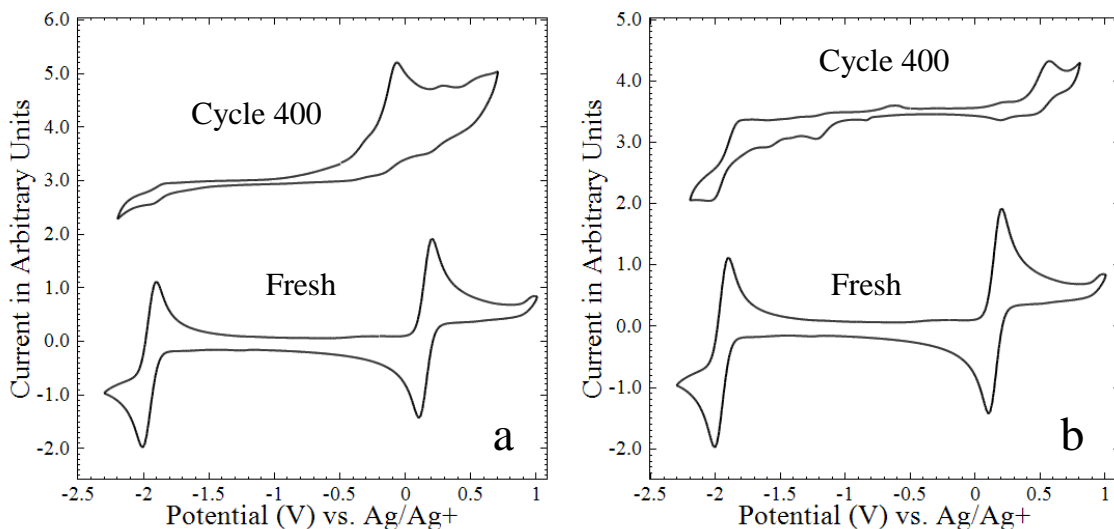 6.0
5.0
4.0
3.0
2.0
1.0
0.0
-1.0
-2.0
Current in Arbitrary Units
Cycle 400
Fresh
a
-2.5 -2 -1.5 -1 -0.5 0 0.5 1
Potential (V) vs. Ag/Ag+
5.0
4.0
3.0
2.0
1.0
0.0
-1.0
-2.0
Current in Arbitrary Units
Cycle 400
Fresh
b
-2.5 -2 -1.5 -1 -0.5 0 0.5 1
Potential (V) vs. Ag/Ag+